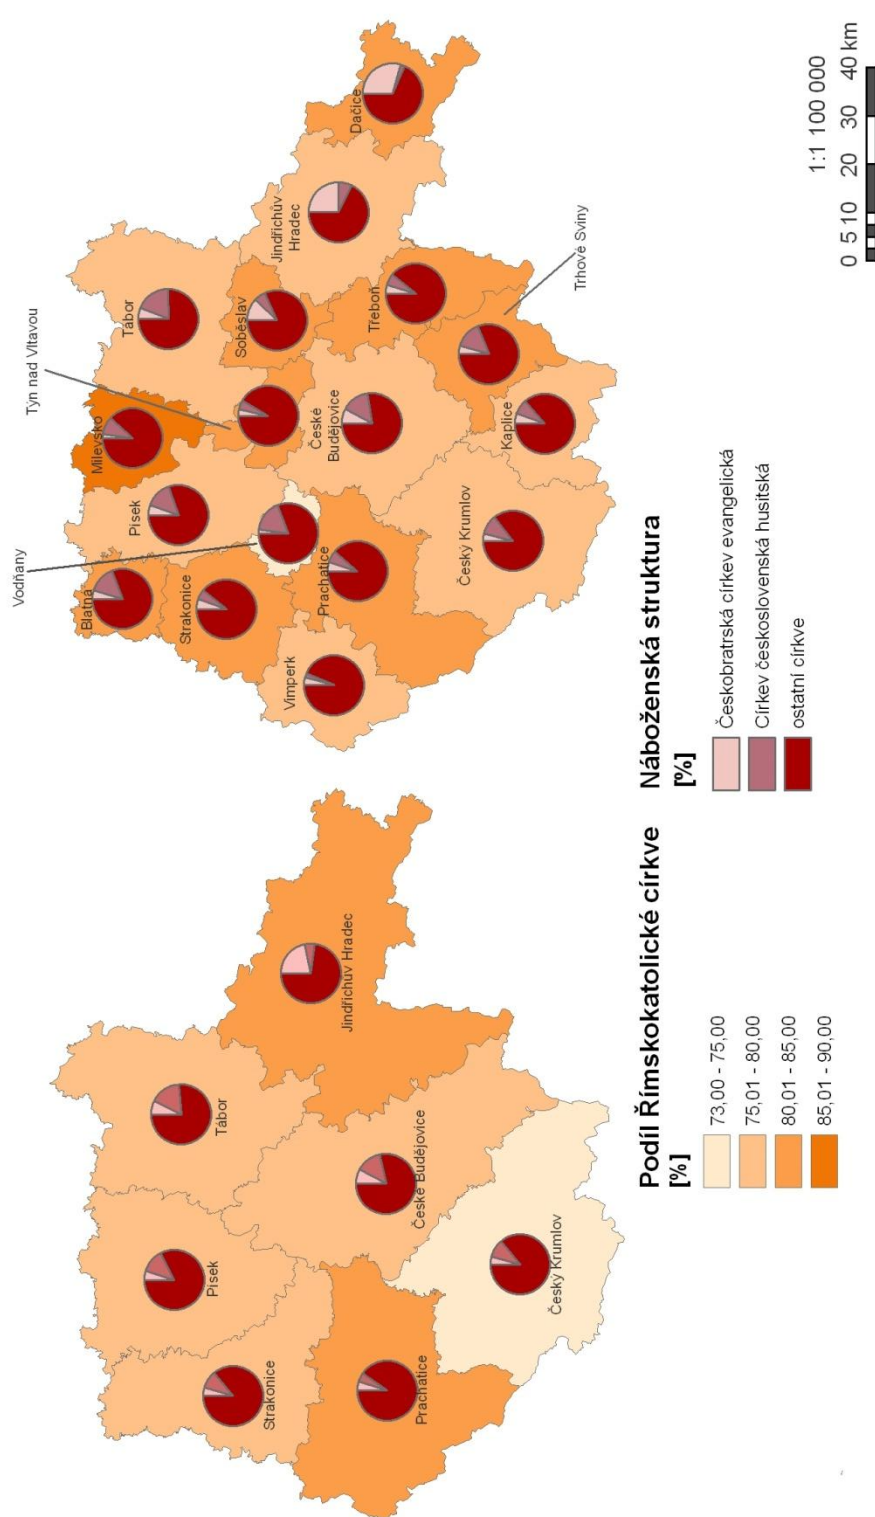 Strakonice
Písek
Tábor
Prachatice
České Budějovice
Jindřichův Hradec
Český Krumlov
Vodňany
Týn nad Vltavou
Blatná
Milevsko
Písek
Tábor
Strakonice
Soběslav
Jindřichův
Hradec
Dačice
Vimperk
Prachatice
České
Budějovice
Třeboň
Český Krumlov
Kaplice
Trhové Sviny
Podíl Římskokatolické církve
[%]
73,00 - 75,00
75,01 - 80,00
80,01 - 85,00
85,01 - 90,00
Náboženská struktura
[%]
Českobratrská církev evangelická
Církev československá husitská
ostatní církve
1:1 100 000
0 5 10 20 30 40 km